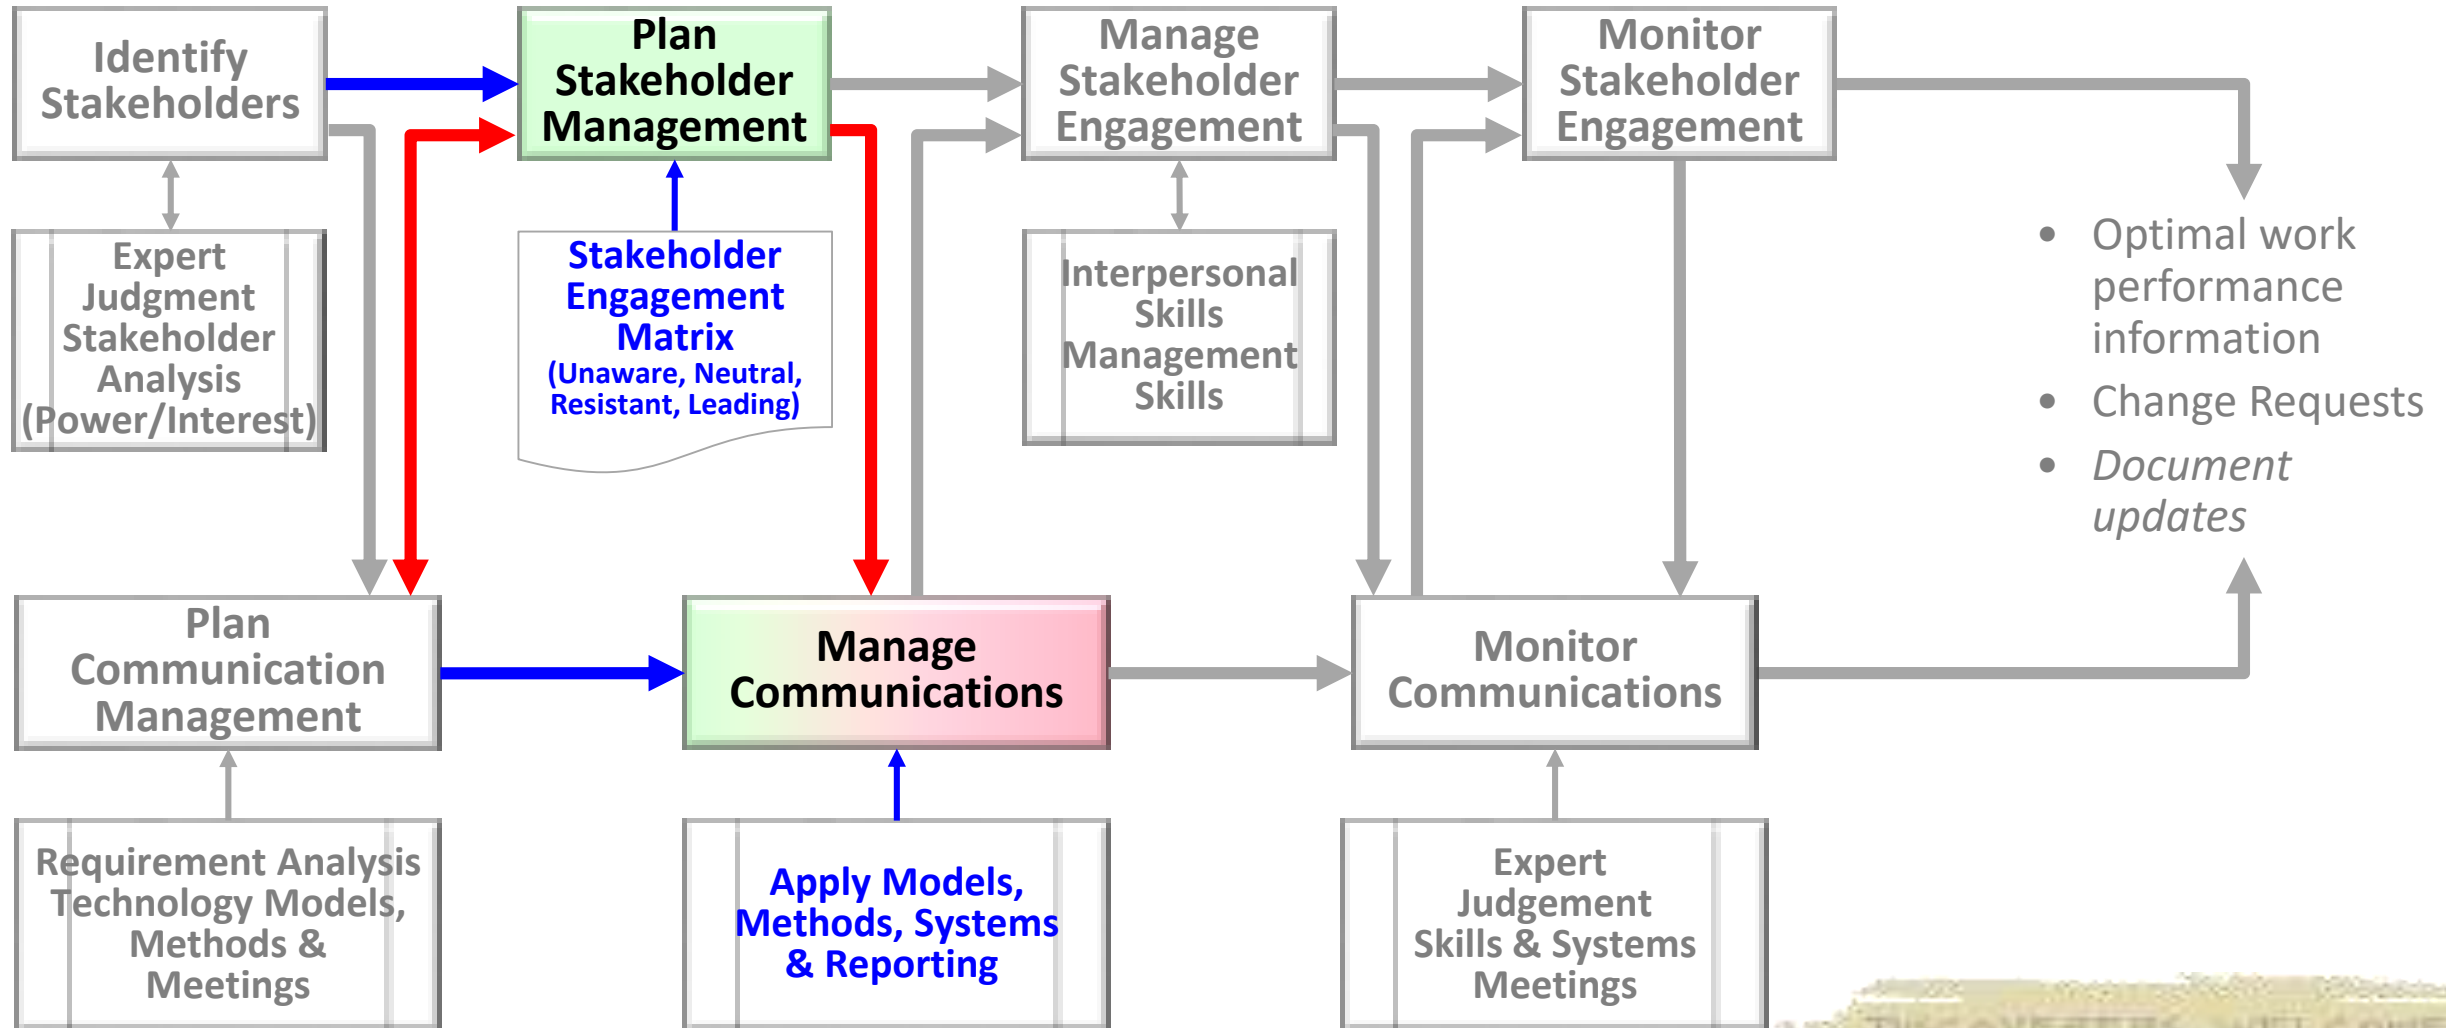 Identify
Stakeholders
Plan
Stakeholder
Management
Manage
Stakeholder
Engagement
Monitor
Stakeholder
Engagement
Expert
Judgment
Stakeholder
Analysis
(Power/Interest)
Stakeholder
Engagement
Matrix
(Unaware, Neutral,
Resistant, Leading)
Interpersonal
Skills
Management
Skills
• Optimal work
performance
information
• Change Requests
• Document
updates
Plan
Communication
Management
Manage
Communications
Monitor
Communications
Requirement Analysis
Technology Models,
Methods &
Meetings
Apply Models,
Methods, Systems
& Reporting
Expert
Judgement
Skills & Systems
Meetings